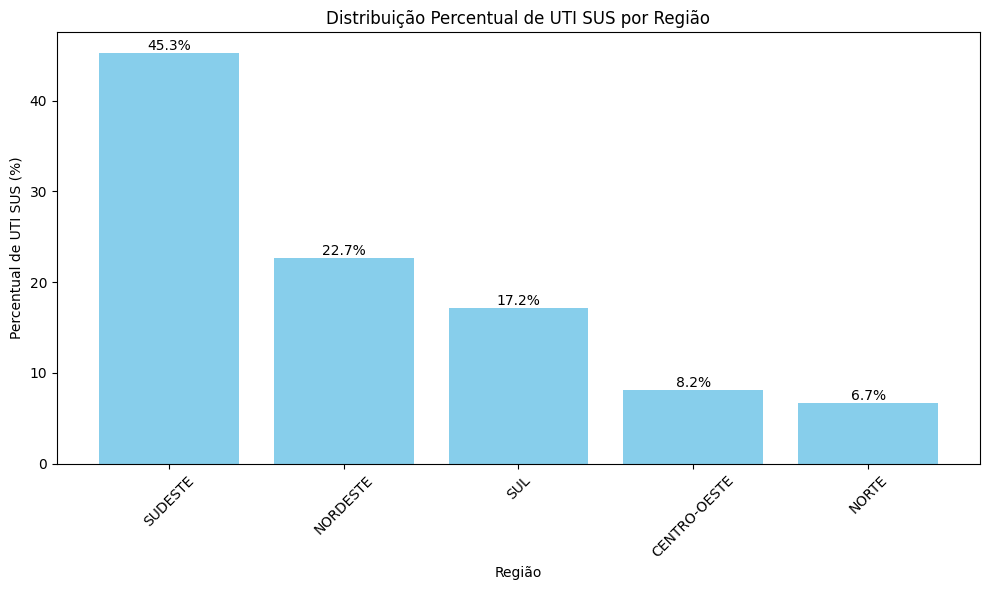 Distribuição Percentual de UTI SUS por Região
Percentual de UTI SUS (%)
40
30
20
10
0
45.3%
22.7%
17.2%
8.2%
6.7%
SUDESTE
NORDESTE
SUL
CENTRO-OESTE
NORTE
Região